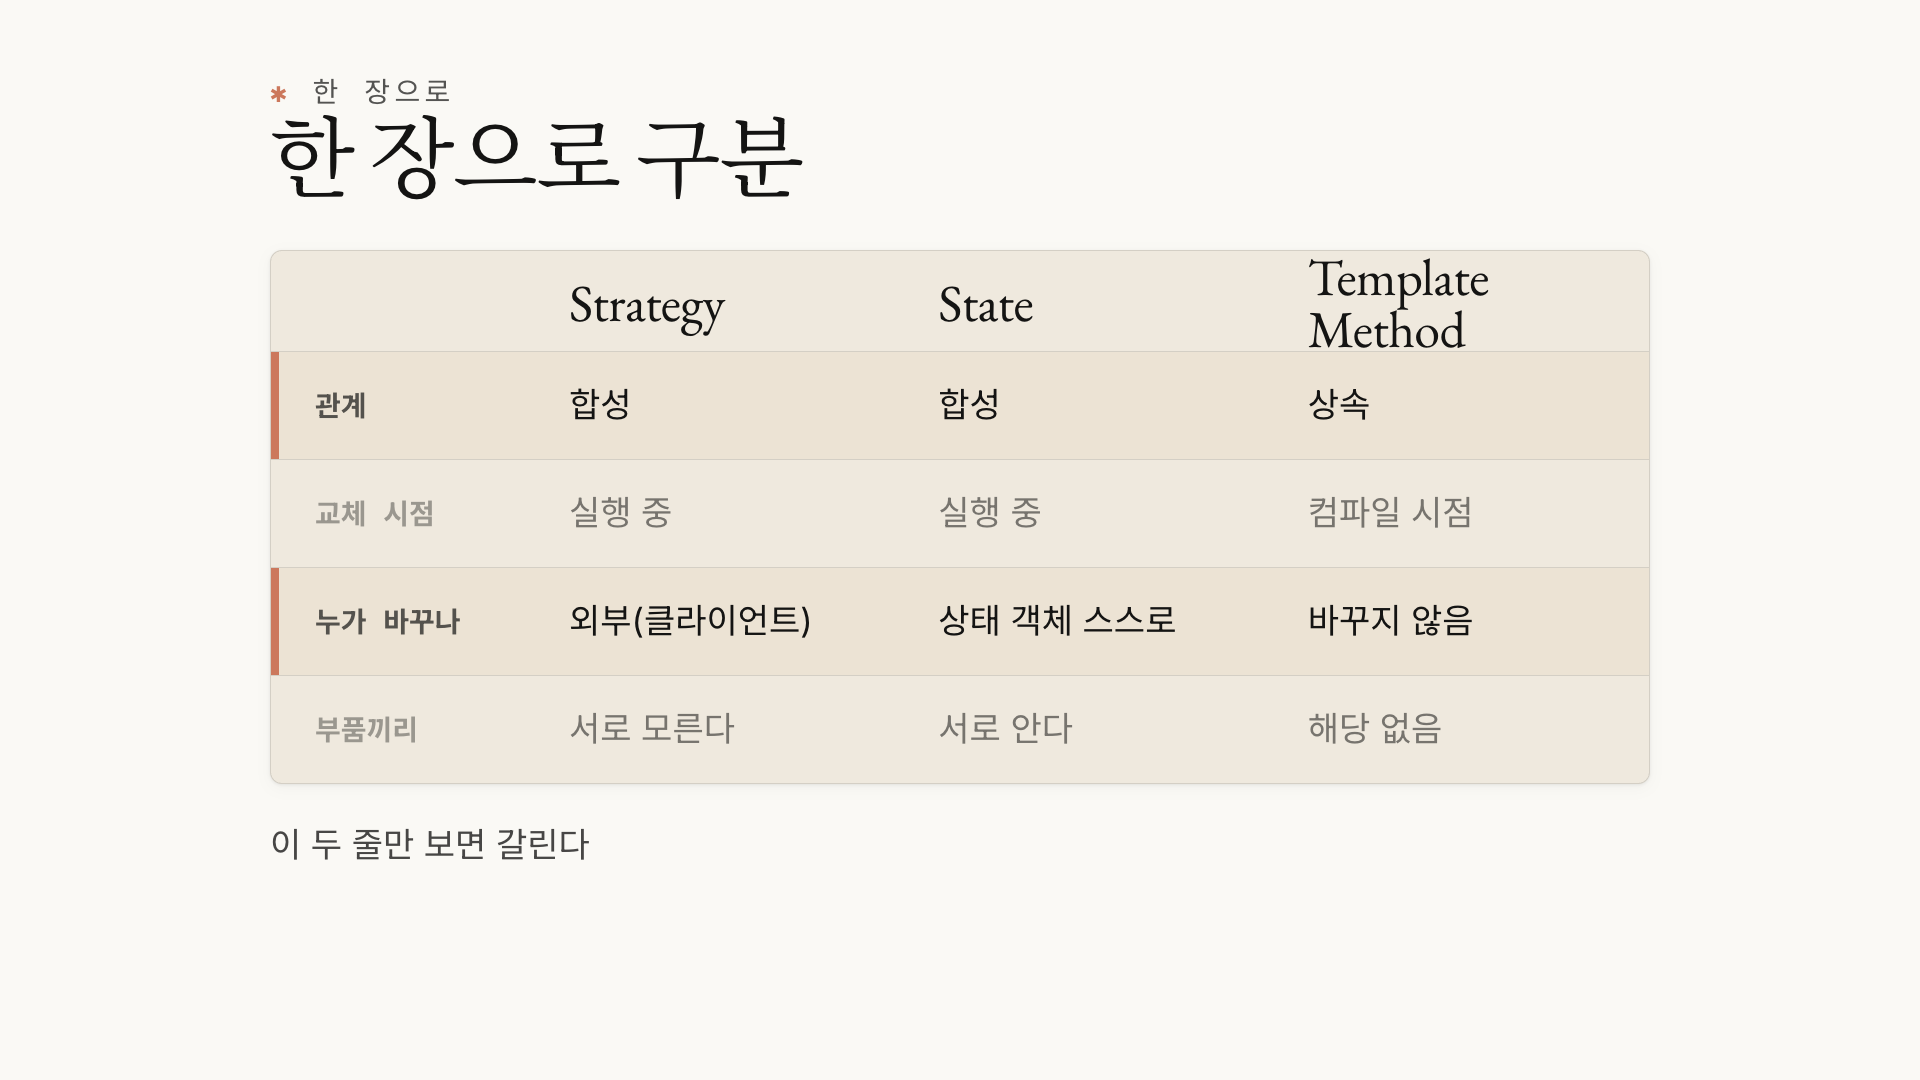 * 한 장으로
한 장으로 구분
Strategy State Template Method
관계 합성 합성 상속
교체 시점 실행 중 실행 중 컴파일 시점
누가 바꾸나 외부(클라이언트) 상태 객체 스스로 바꾸지 않음
부품끼리 서로 모른다 서로 안다 해당 없음
이 두 줄만 보면 갈린다